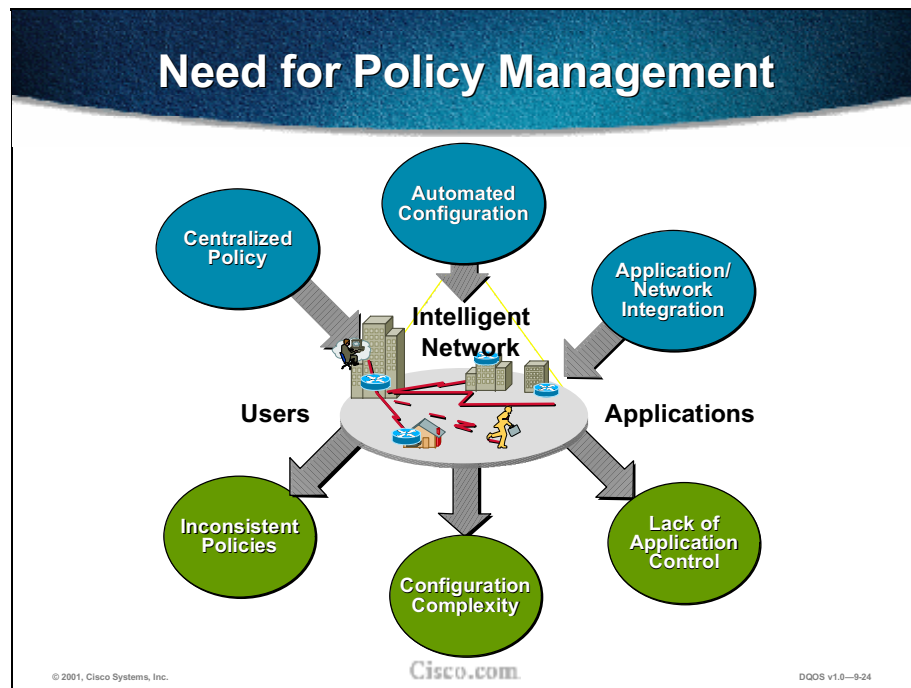 Need for Policy Management
Automated
Configuration
Centralized
Policy
Application/
Network
Integration
Intelligent
Network
Users
Applications
Inconsistent
Policies
Lack of
Application
Control
Configuration
Complexity
© 2001, Cisco Systems, Inc.
Cisco.com
DQOS v1.0—9-24